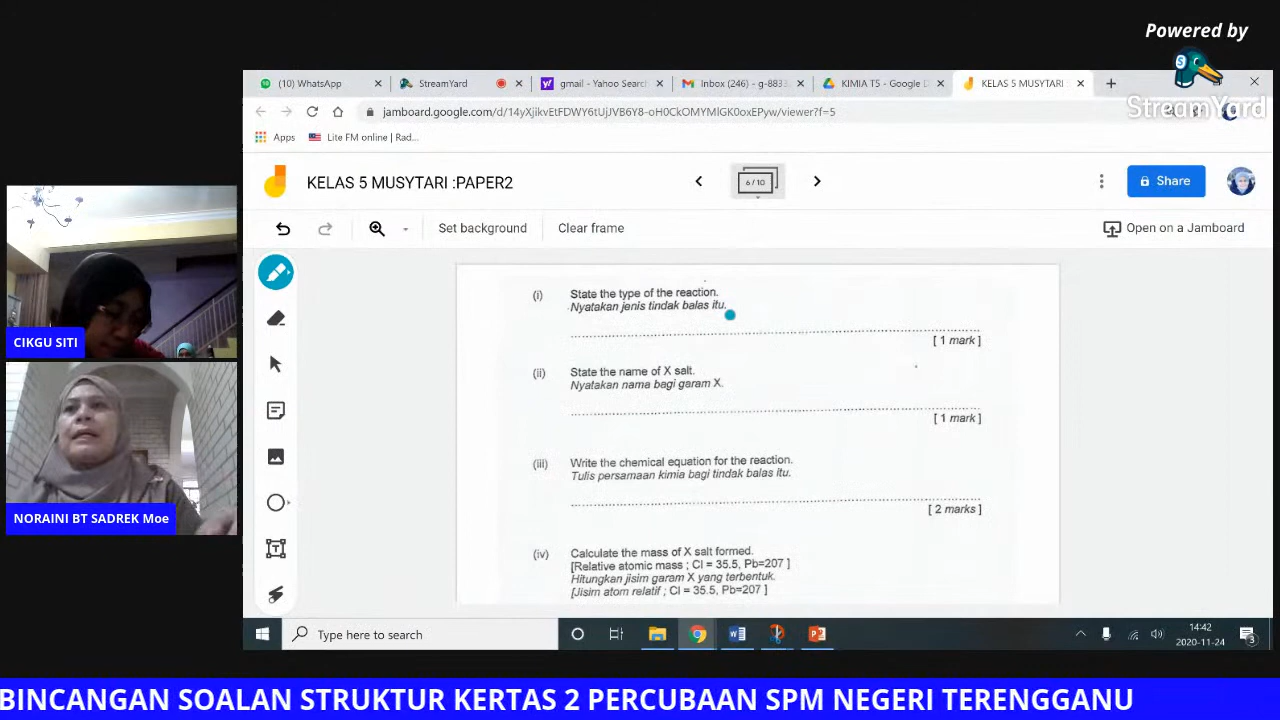 Powered by
StreamYard
(10) WhatsApp
StreamYard
gmail - Yahoo Searc
Inbox (246) - g-8833
KIMIA T5 - Google D
KELAS 5 MUSYTARI
jamboard.google.com/d/14yXjikvEtFDWY6tUjJVB6Y8-oH0CkOMYMlGK0oxEPyw/viewer?f=5
Apps
Lite FM online | Rad...
KELAS 5 MUSYTARI :PAPER2
6 / 10
Share
Set background
Clear frame
Open on a Jamboard
(i) State the type of the reaction.
Nyatakan jenis tindak balas itu.
[ 1 mark ]
(ii) State the name of X salt.
Nyatakan nama bagi garam X.
[ 1 mark ]
(iii) Write the chemical equation for the reaction.
Tulis persamaan kimia bagi tindak balas itu.
[ 2 marks ]
(iv) Calculate the mass of X salt formed.
[Relative atomic mass ; Cl = 35.5, Pb=207 ]
Hitungkan jisim garam X yang terbentuk.
[Jisim atom relatif ; Cl = 35.5, Pb=207 ]
CIKGU SITI
NORAINI BT SADREK Moe
Type here to search
14:42
2020-11-24
3
BINCANGAN SOALAN STRUKTUR KERTAS 2 PERCUBAAN SPM NEGERI TERENGGANU